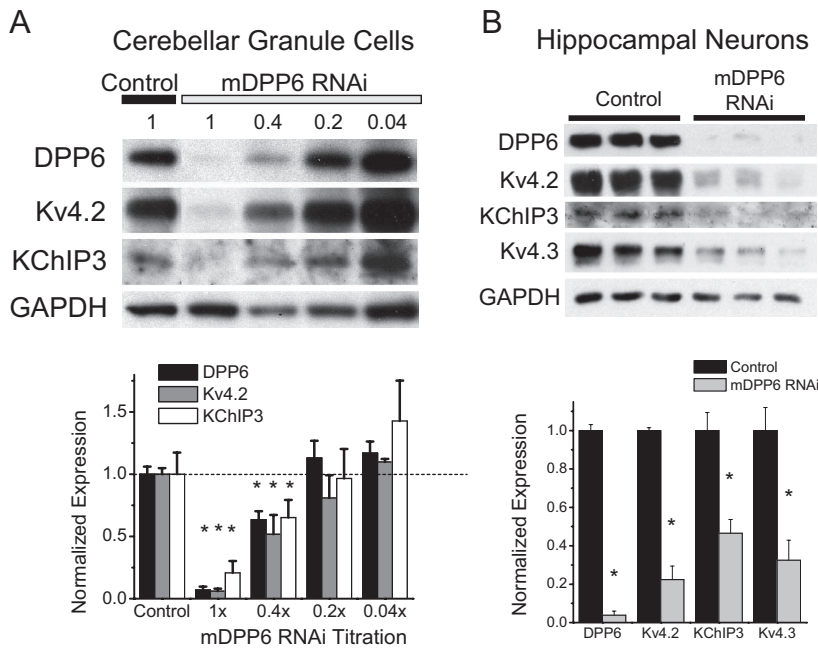 A
Cerebellar Granule Cells
Control mDPP6 RNAi
1 1 0.4 0.2 0.04
DPP6
Kv4.2
KChIP3
GAPDH
DPP6
Kv4.2
KChIP3
Normalized Expression
1.5
1.0
0.5
0.0
* * *
* * *
Control 1x 0.4x 0.2x 0.04x
mDPP6 RNAi Titration
B
Hippocampal Neurons
Control
mDPP6
RNAi
DPP6
Kv4.2
KChIP3
Kv4.3
GAPDH
Control
mDPP6 RNAi
Normalized Expression
1.0
0.8
0.6
0.4
0.2
0.0
* * * *
DPP6 Kv4.2 KChIP3 Kv4.3